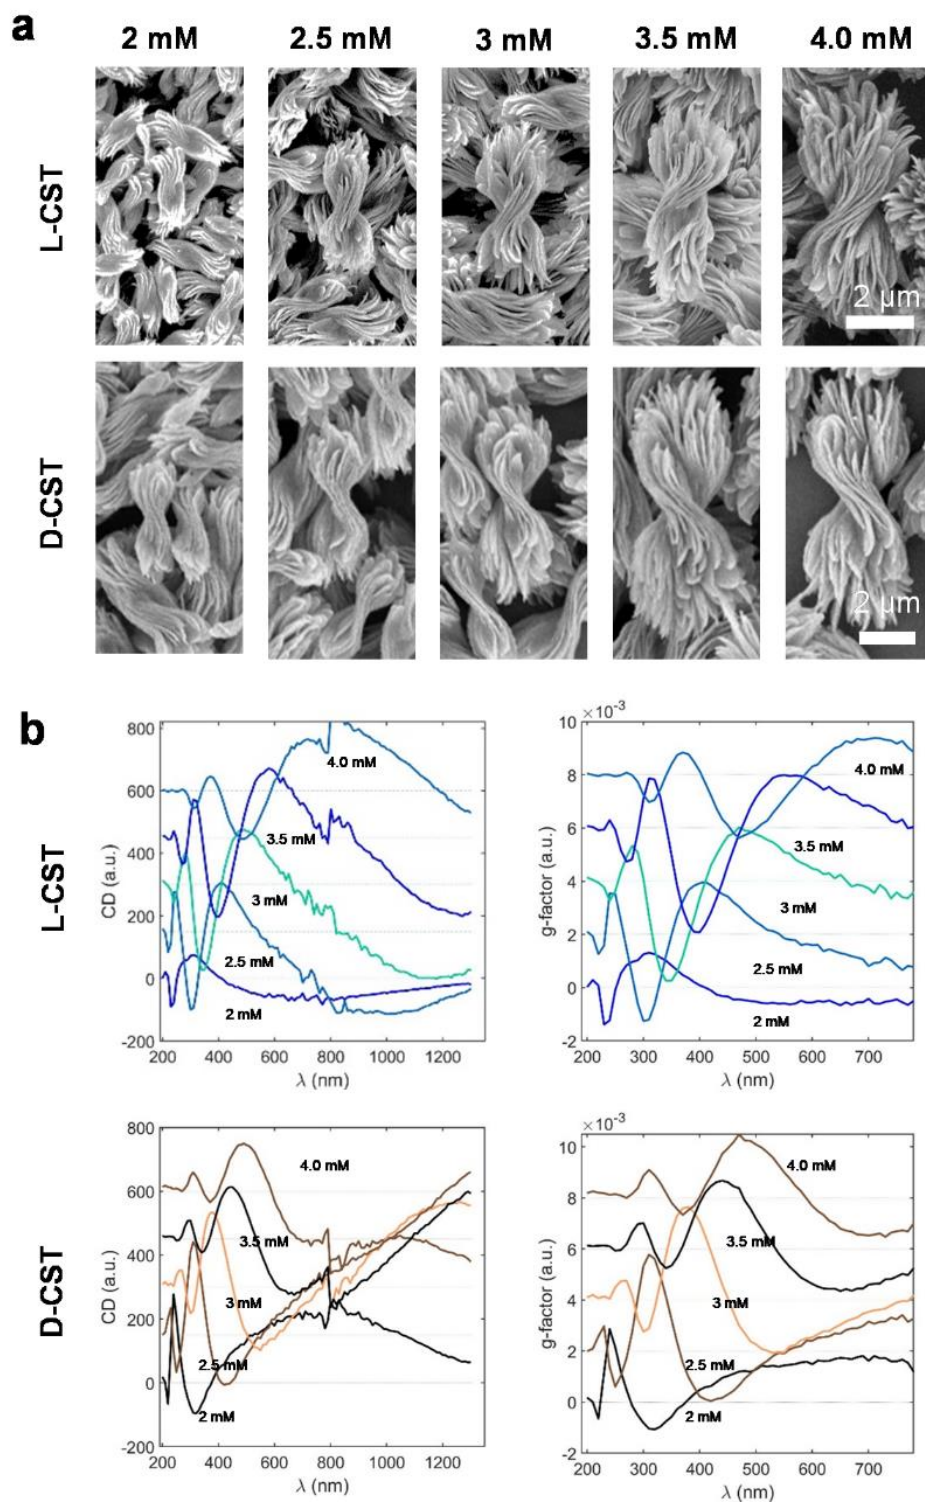 a
2 mM 2.5 mM 3 mM 3.5 mM 4.0 mM
L-CST
2 μm
D-CST
2 μm
b
L-CST
800
600
400
200
0
-200
CD (a.u.)
4.0 mM
3.5 mM
3 mM
2.5 mM
2 mM
200 400 600 800 1000 1200
λ (nm)
×10-3
10
8
6
4
2
0
-2
g-factor (a.u.)
4.0 mM
3.5 mM
3 mM
2.5 mM
2 mM
200 300 400 500 600 700
λ (nm)
D-CST
800
600
400
200
0
-200
CD (a.u.)
4.0 mM
3.5 mM
3 mM
2.5 mM
2 mM
200 400 600 800 1000 1200
λ (nm)
×10-3
10
8
6
4
2
0
-2
g-factor (a.u.)
4.0 mM
3.5 mM
3 mM
2.5 mM
2 mM
200 300 400 500 600 700
λ (nm)